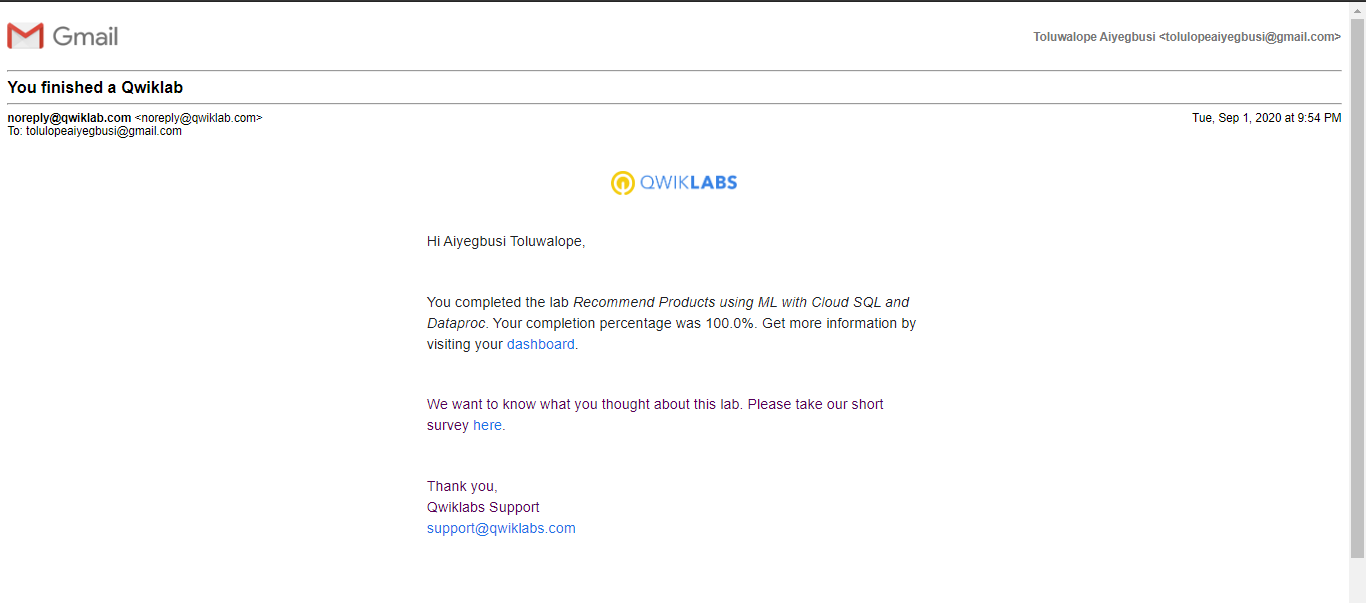 Gmail
Toluwalope Aiyegbusi <tolulopeaiyegbusi@gmail.com>
You finished a Qwiklab
noreply@qwiklab.com <noreply@qwiklab.com>
Tue, Sep 1, 2020 at 9:54 PM
To: tolulopeaiyegbusi@gmail.com
QWIKLABS
Hi Aiyegbusi Toluwalope,
You completed the lab Recommend Products using ML with Cloud SQL and
Dataproc. Your completion percentage was 100.0%. Get more information by
visiting your dashboard.
We want to know what you thought about this lab. Please take our short
survey here.
Thank you,
Qwiklabs Support
support@qwiklabs.com